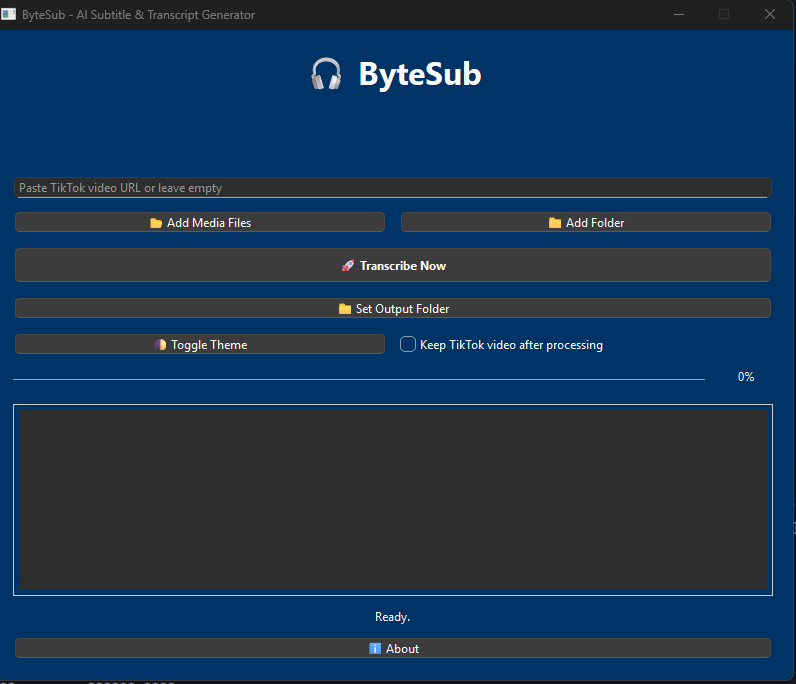 ByteSub - AI Subtitle & Transcript Generator
ByteSub
Paste TikTok video URL or leave empty
Add Media Files
Add Folder
Transcribe Now
Set Output Folder
Toggle Theme
Keep TikTok video after processing
0%
Ready.
About